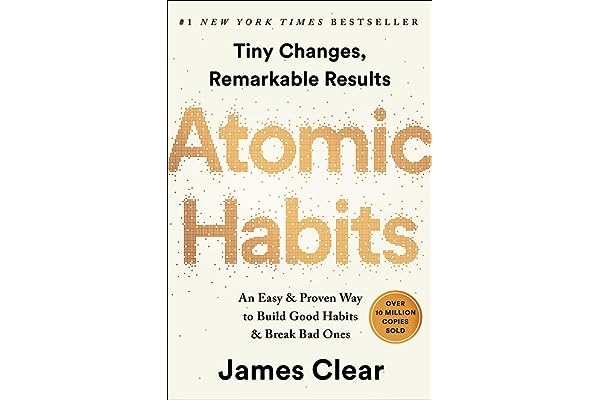 #1 NEW YORK TIMES BESTSELLER
Tiny Changes,
Remarkable Results
Atomic
Habits
An Easy & Proven Way
to Build Good Habits
& Break Bad Ones
OVER
10 MILLION
COPIES
SOLD
James Clear